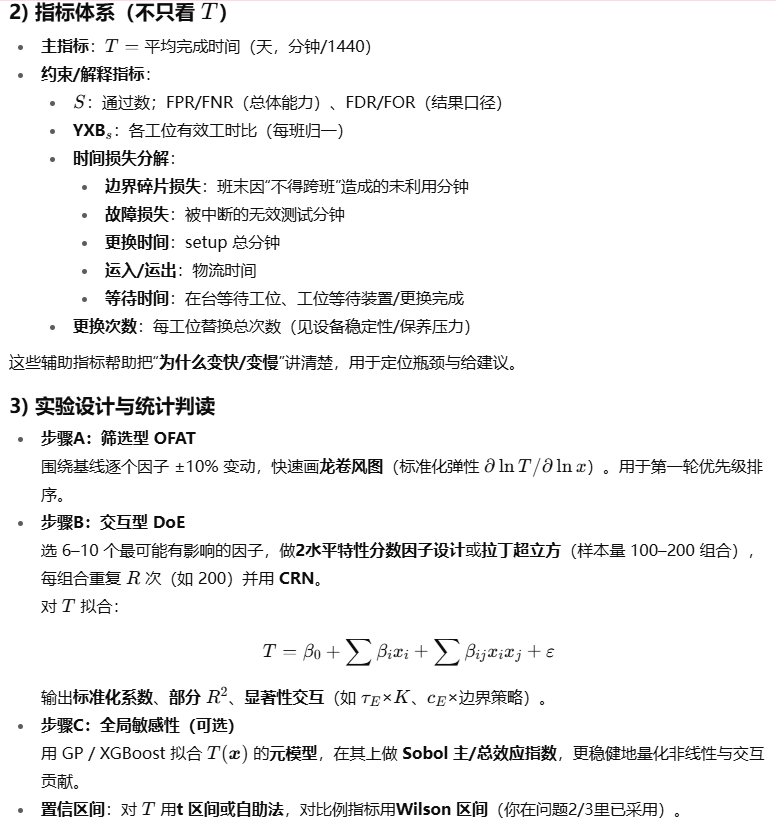 2) 指标体系（不只看 T）
• 主指标：T = 平均完成时间（天，分钟/1440）
• 约束/解释指标：
• S：通过数；FPR/FNR（总体能力）、FDR/FOR（结果口径）
• YXBₛ：各工位有效工时比（每班归一）
• 时间损失分解：
• 边界碎片损失：班末因“不得跨班”造成的未利用分钟
• 故障损失：被中断的无效测试分钟
• 更换时间：setup 总分钟
• 运入/运出：物流时间
• 等待时间：在台等待工位、工位等待装置/更换完成
• 更换次数：每工位替换总次数（见设备稳定性/保养压力）
这些辅助指标帮助把“为什么变快/变慢”讲清楚，用于定位瓶颈与给建议。
3) 实验设计与统计判读
• 步骤A：筛选型 OFAT
围绕基线逐个因子 ±10% 变动，快速画龙卷风图（标准化弹性 ∂ ln T/∂ ln x）。用于第一轮优先级排
序。
• 步骤B：交互型 DoE
选 6–10 个最可能有影响的因子，做2水平特性分数因子设计或拉丁超立方（样本量 100–200 组合），
每组合重复 R 次（如 200）并用 CRN。
对 T 拟合：
T = β₀ + ∑ βᵢxᵢ + ∑ βᵢⱼxᵢxⱼ + ε
输出标准化系数、部分 R²、显著性交互（如 τ_E×K、c_E×边界策略）。
• 步骤C：全局敏感性（可选）
用 GP / XGBoost 拟合 T(x) 的元模型，在其上做 Sobol 主/总效应指数，更稳健地量化非线性与交互
贡献。
• 置信区间：对 T 用t 区间或自助法，对比例指标用Wilson 区间（你在问题2/3里已采用）。